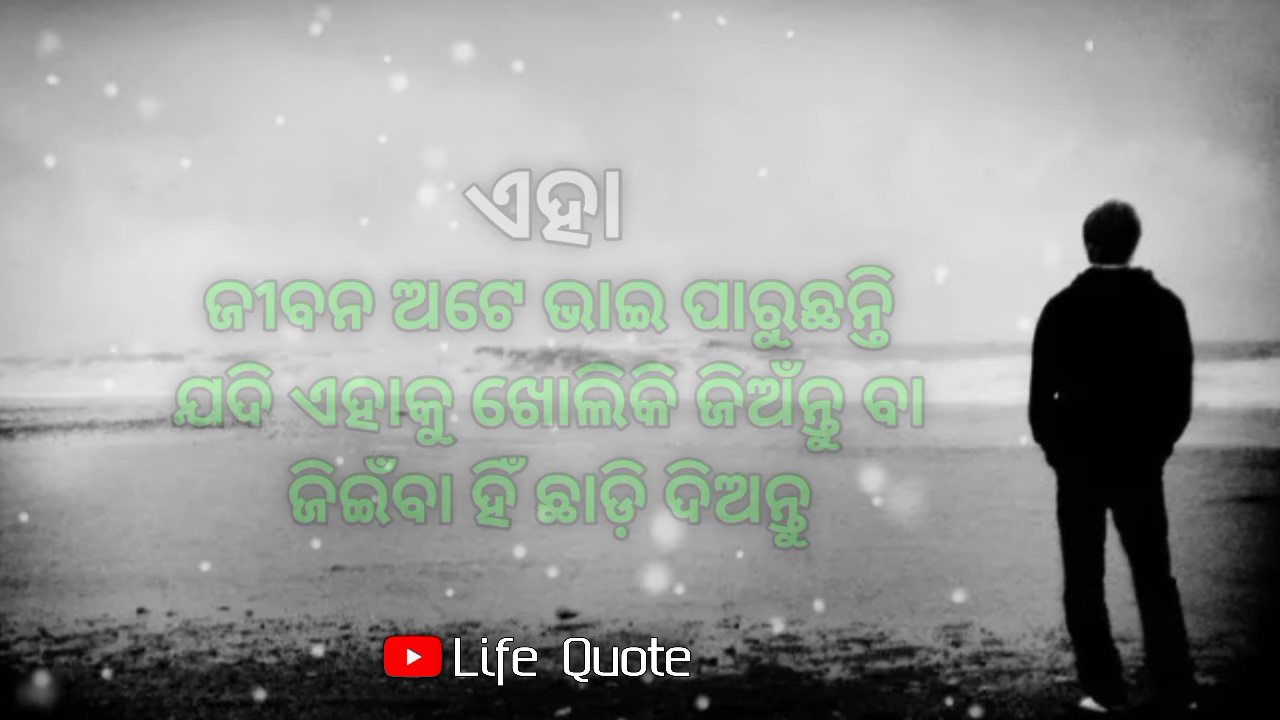 ଏହା
ଜୀବନ ଅଟେ ଭାଇ ପାରୁଛନ୍ତି
ଯଦି ଏହାକୁ ଖୋଲିକି ଜିଅଁନ୍ତୁ ବା
ଜିଇଁବା ହିଁ ଛାଡ଼ି ଦିଅନ୍ତୁ
Life Quote